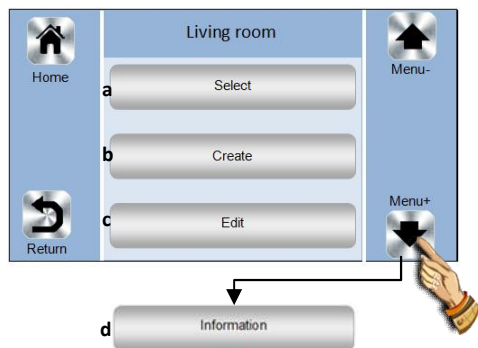 Living room
Home
Menu-
a
Select
b
Create
c
Edit
Menu+
Return
d
Information